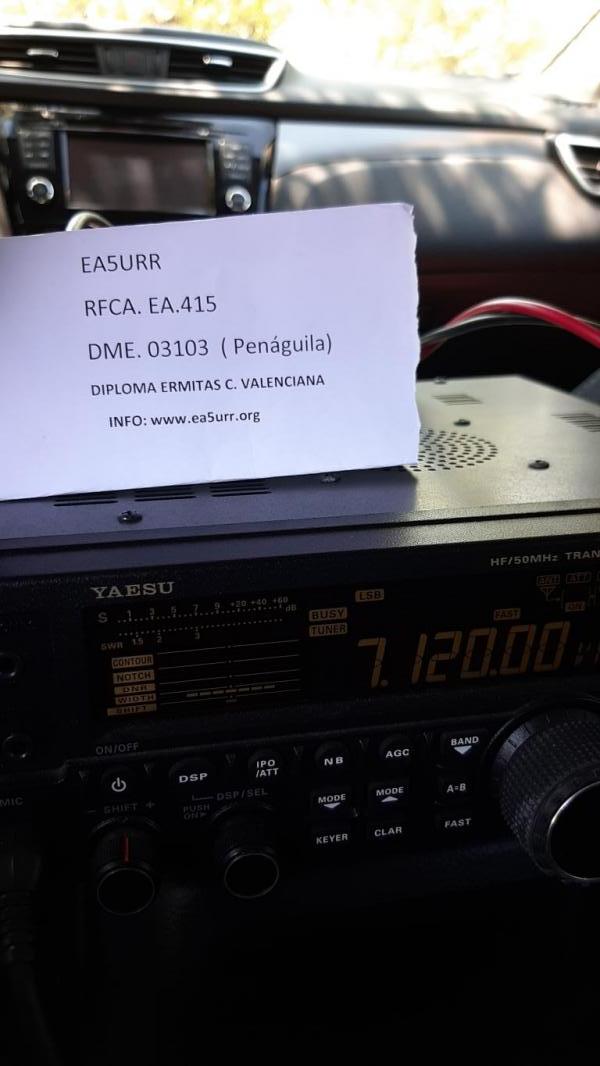 EA5URR
RFCA. EA.415
DME. 03103 ( Penáguila)
DIPLOMA ERMITAS C. VALENCIANA
INFO: www.ea5urr.org
HF/50MHz TRAN
YAESU
LSB
S 1 3 5 7 9 +20 +40 +60 dB
BUSY
FAST
ANT ATT
TUNER
7.120.00
SWR 1.5 2 3
CONTOUR
NOTCH
DNR
WIDTH
SHIFT
ON/OFF
DSP
IPO/ATT
NB
AGC
BAND
MIC
SHIFT +
DSP/SEL
PUSH ON
MODE
MODE
A=B
KEYER
CLAR
FAST